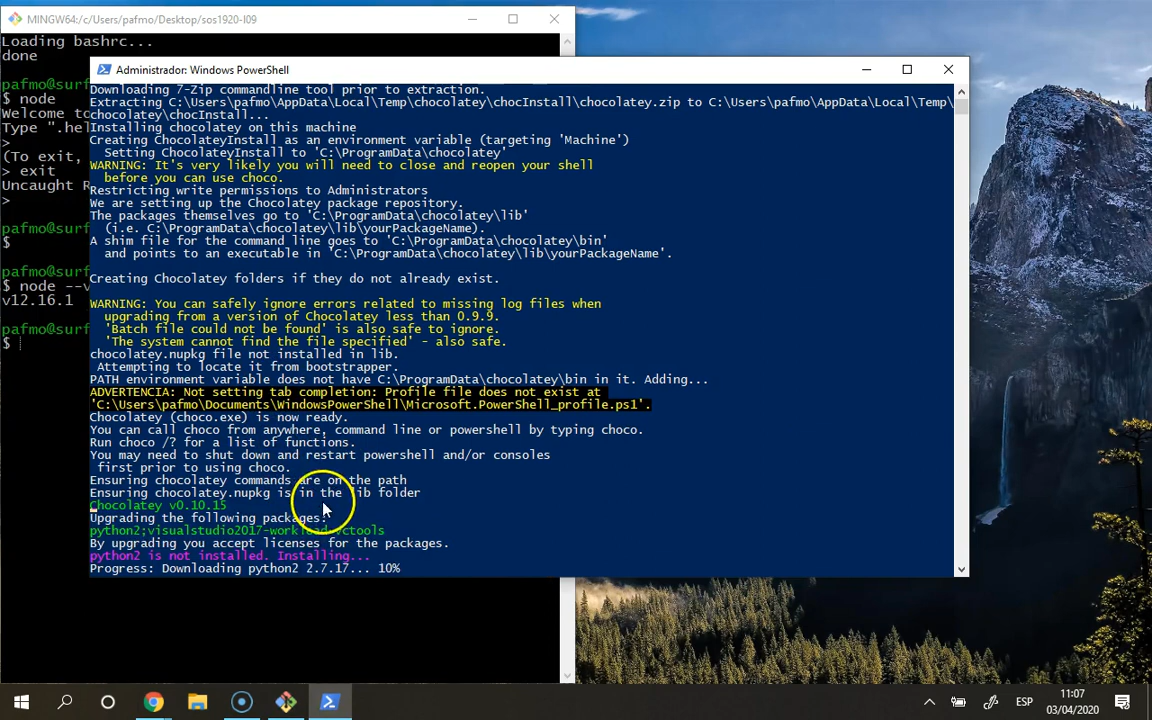 MINGW64:/c/Users/pafmo/Desktop/sos1920-l09
Loading bashrc...
done
pafmo@surf
$ node
Welcome to
Type ".hel
>
(To exit,
> exit
Uncaught R
>
pafmo@surf
$
pafmo@surf
$ node --v
v12.16.1
pafmo@surf
$
Administrador: Windows PowerShell
Downloading 7-Zip commandline tool prior to extraction.
Extracting C:\Users\pafmo\AppData\Local\Temp\chocolatey\chocInstall\chocolatey.zip to C:\Users\pafmo\AppData\Local\Temp\
chocolatey\chocInstall...
Installing chocolatey on this machine
Creating ChocolateyInstall as an environment variable (targeting 'Machine')
  Setting ChocolateyInstall to 'C:\ProgramData\chocolatey'
WARNING: It's very likely you will need to close and reopen your shell
  before you can use choco.
Restricting write permissions to Administrators
We are setting up the Chocolatey package repository.
The packages themselves go to 'C:\ProgramData\chocolatey\lib'
  (i.e. C:\ProgramData\chocolatey\lib\yourPackageName).
A shim file for the command line goes to 'C:\ProgramData\chocolatey\bin'
  and points to an executable in 'C:\ProgramData\chocolatey\lib\yourPackageName'.
Creating Chocolatey folders if they do not already exist.
WARNING: You can safely ignore errors related to missing log files when
  upgrading from a version of Chocolatey less than 0.9.9.
  'Batch file could not be found' is also safe to ignore.
  'The system cannot find the file specified' - also safe.
chocolatey.nupkg file not installed in lib.
 Attempting to locate it from bootstrapper.
PATH environment variable does not have C:\ProgramData\chocolatey\bin in it. Adding...
ADVERTENCIA: Not setting tab completion: Profile file does not exist at
'C:\Users\pafmo\Documents\WindowsPowerShell\Microsoft.PowerShell_profile.ps1'.
Chocolatey (choco.exe) is now ready.
You can call choco from anywhere, command line or powershell by typing choco.
Run choco /? for a list of functions.
You may need to shut down and restart powershell and/or consoles
 first prior to using choco.
Ensuring chocolatey commands are on the path
Ensuring chocolatey.nupkg is in the lib folder
Chocolatey v0.10.15
Upgrading the following packages:
python2;visualstudio2017-workload-vctools
By upgrading you accept licenses for the packages.
python2 is not installed. Installing...
Progress: Downloading python2 2.7.17... 10%
ESP
11:07
03/04/2020